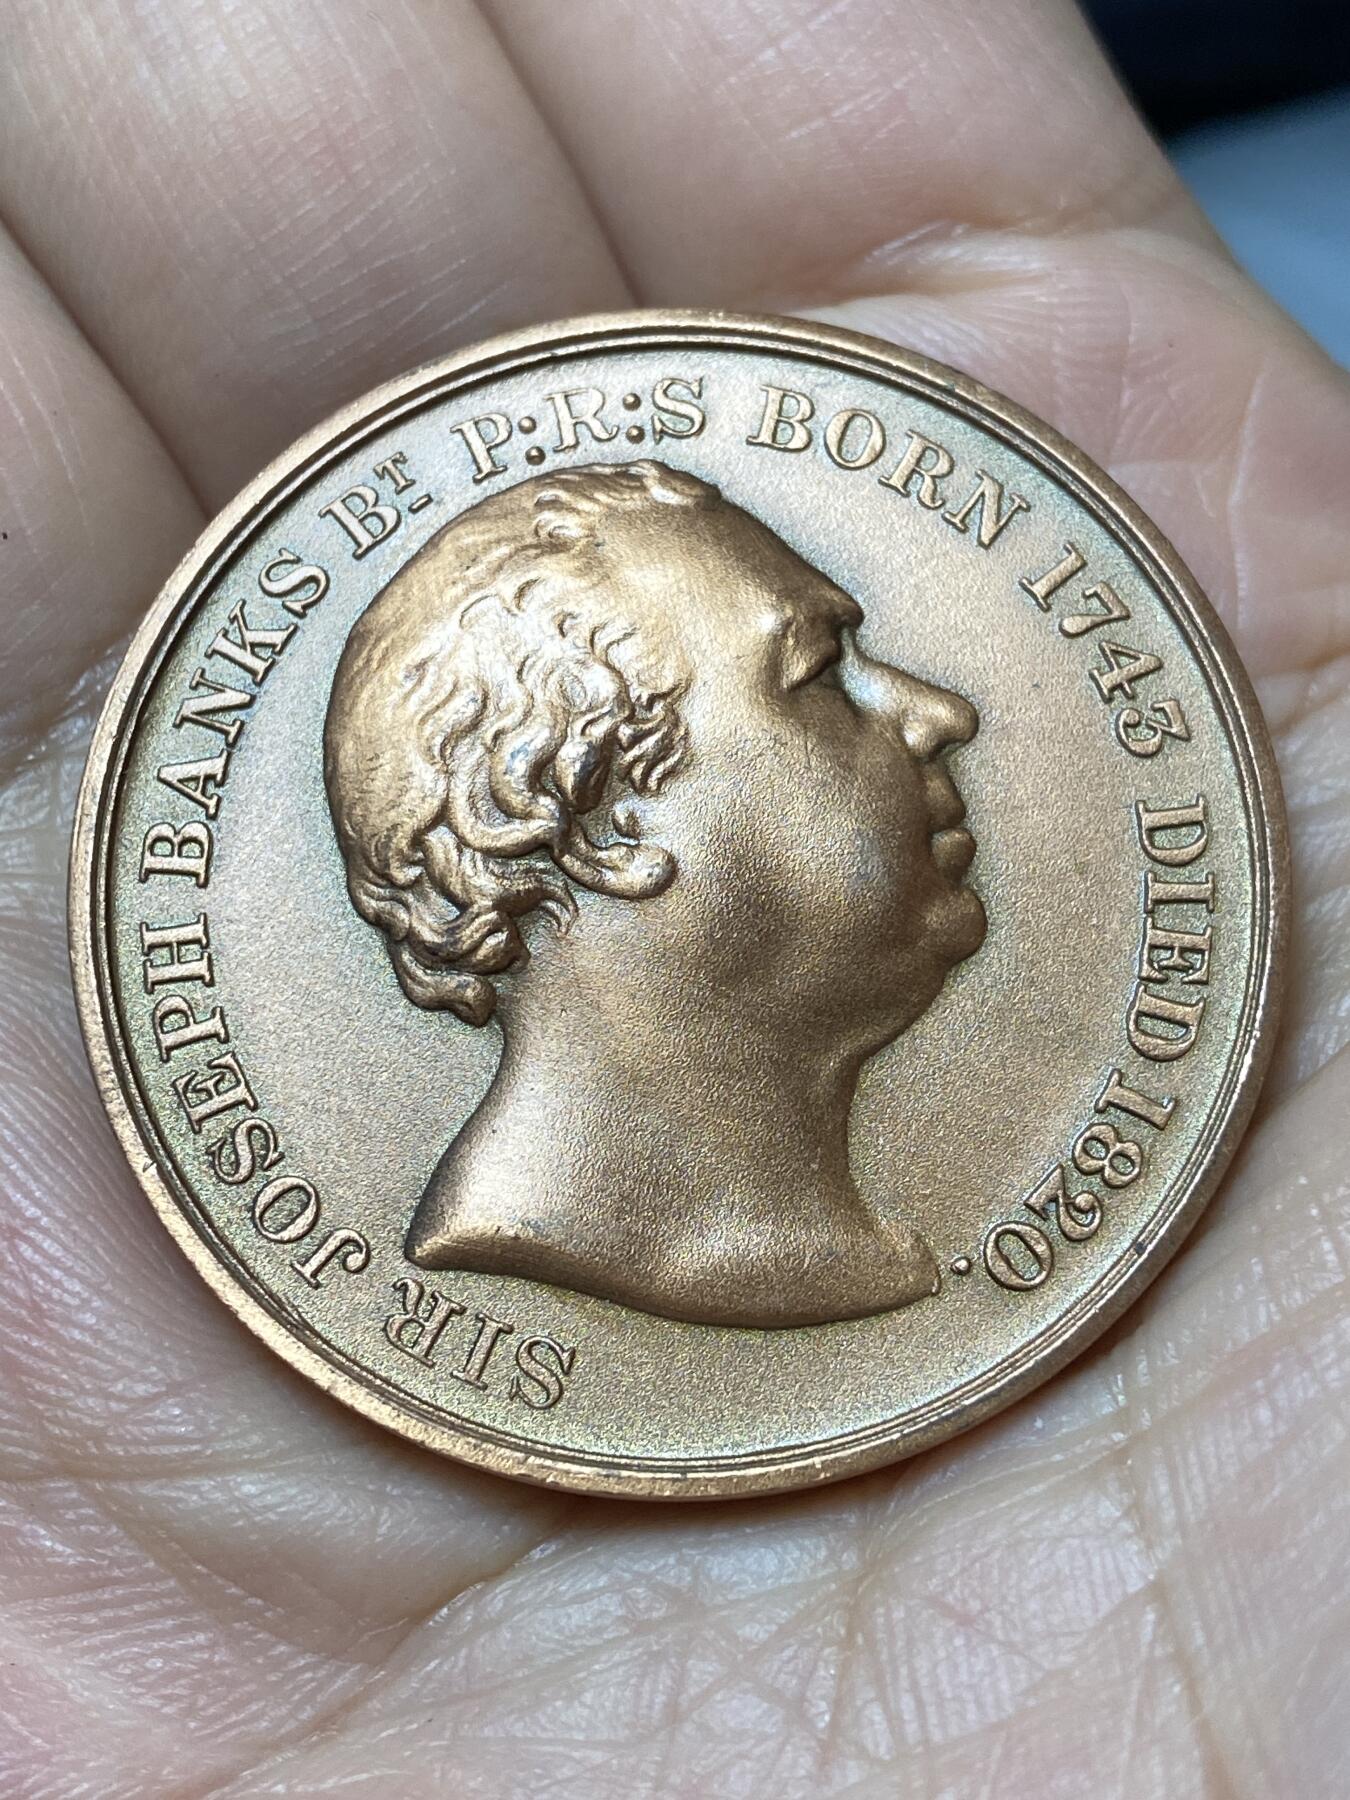 SIR JOSEPH BANKS Bᵀ P:R:S BORN 1743 DIED 1820.